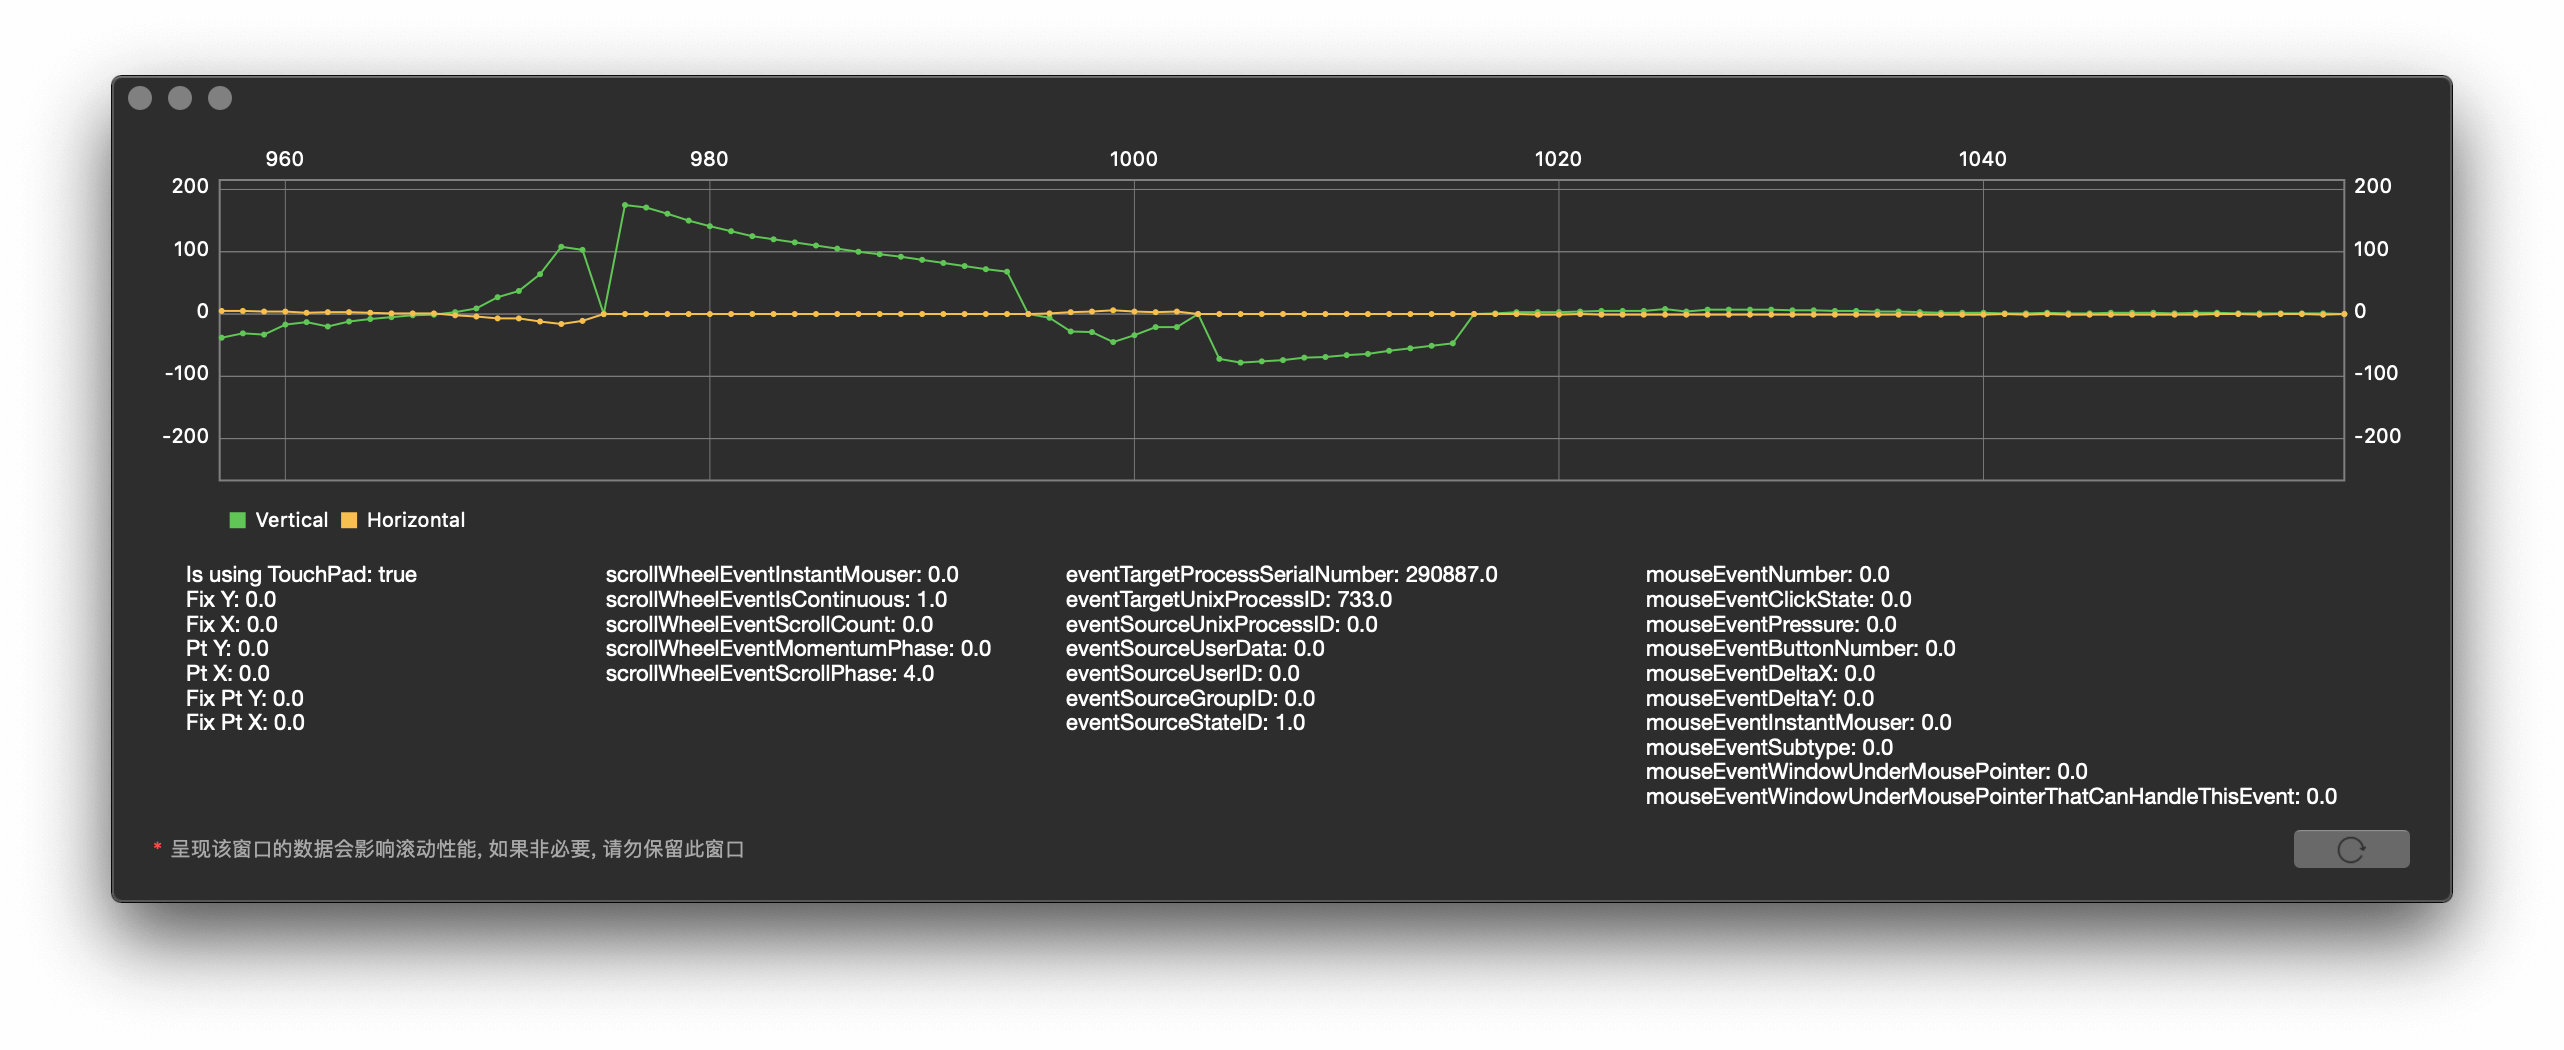 960 980 1000 1020 1040
200 200
100 100
0 0
-100 -100
-200 -200
Vertical Horizontal
Is using TouchPad: true
Fix Y: 0.0
Fix X: 0.0
Pt Y: 0.0
Pt X: 0.0
Fix Pt Y: 0.0
Fix Pt X: 0.0
scrollWheelEventInstantMouser: 0.0
scrollWheelEventIsContinuous: 1.0
scrollWheelEventScrollCount: 0.0
scrollWheelEventMomentumPhase: 0.0
scrollWheelEventScrollPhase: 4.0
eventTargetProcessSerialNumber: 290887.0
eventTargetUnixProcessID: 733.0
eventSourceUnixProcessID: 0.0
eventSourceUserData: 0.0
eventSourceUserID: 0.0
eventSourceGroupID: 0.0
eventSourceStateID: 1.0
mouseEventNumber: 0.0
mouseEventClickState: 0.0
mouseEventPressure: 0.0
mouseEventButtonNumber: 0.0
mouseEventDeltaX: 0.0
mouseEventDeltaY: 0.0
mouseEventInstantMouser: 0.0
mouseEventSubtype: 0.0
mouseEventWindowUnderMousePointer: 0.0
mouseEventWindowUnderMousePointerThatCanHandleThisEvent: 0.0
* 呈现该窗口的数据会影响滚动性能, 如果非必要, 请勿保留此窗口